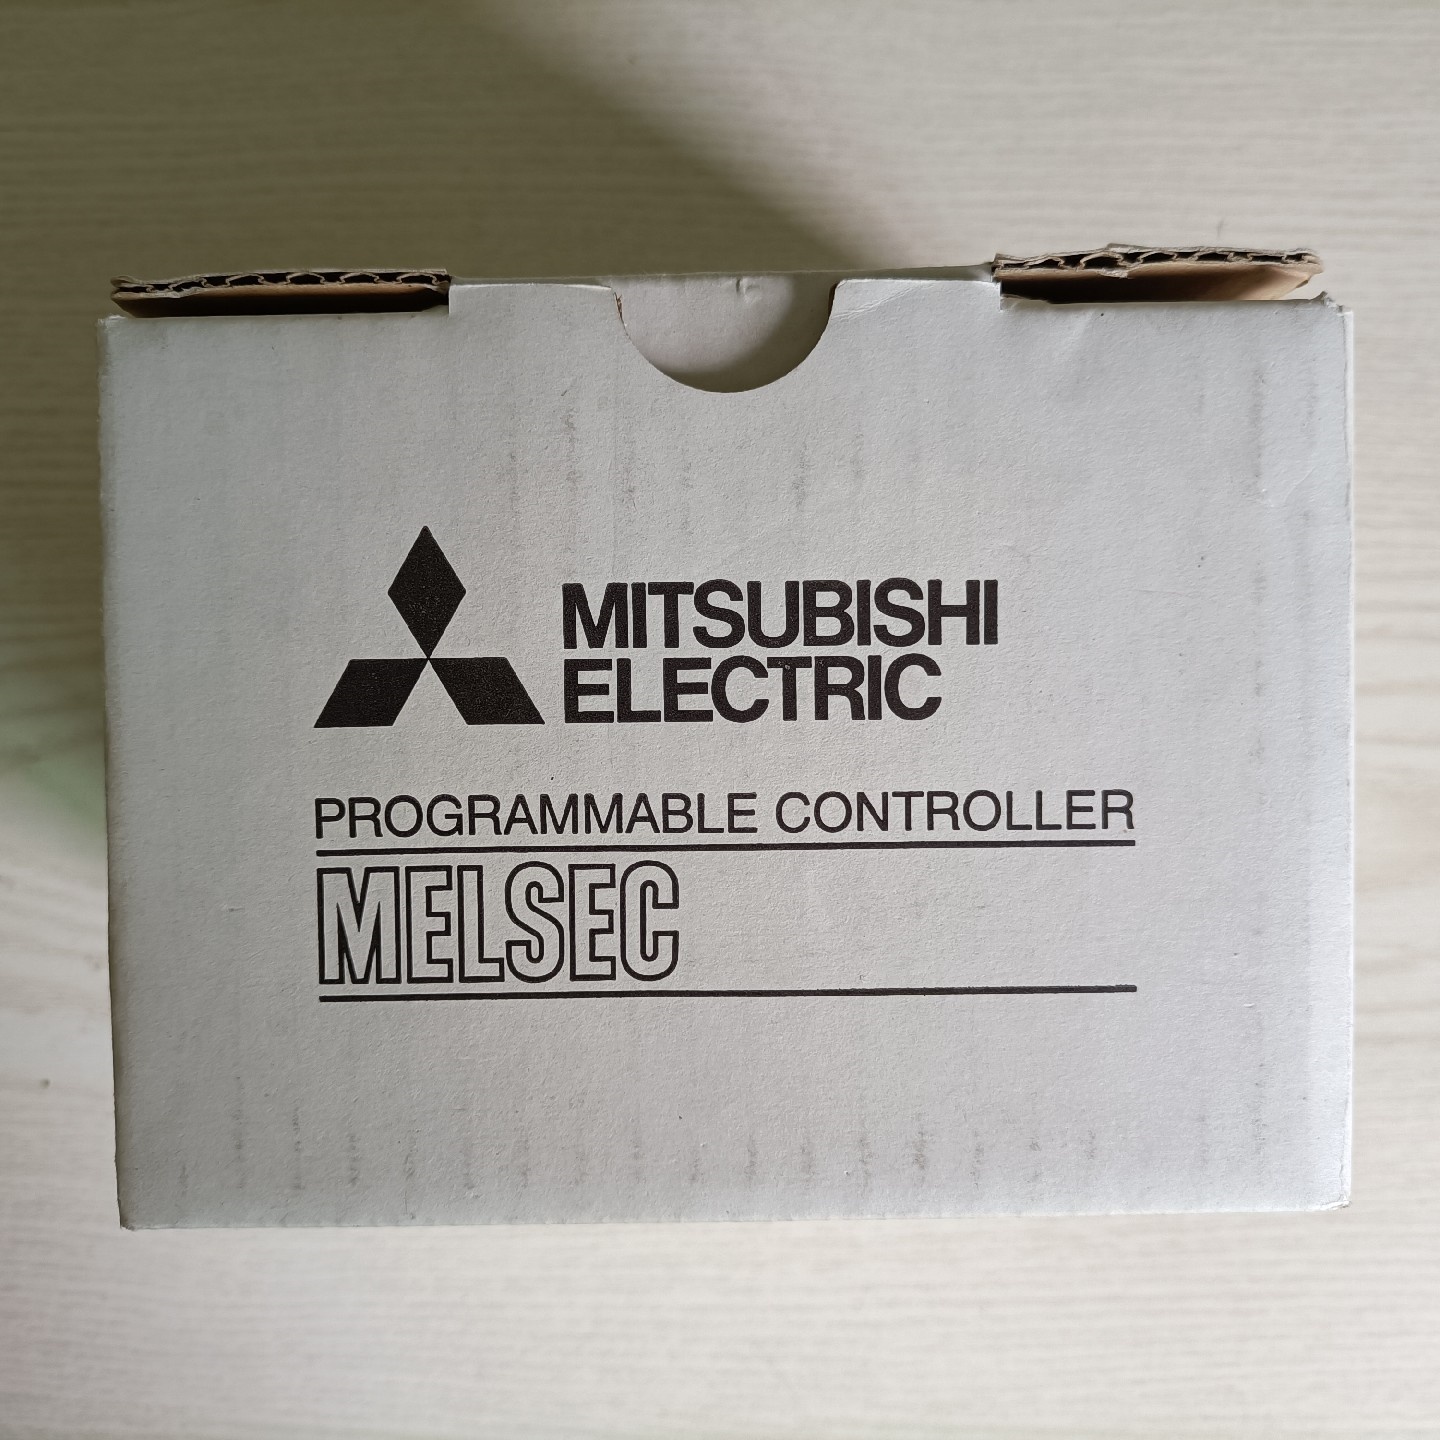 MITSUBISHI
ELECTRIC
PROGRAMMABLE CONTROLLER
MELSEC